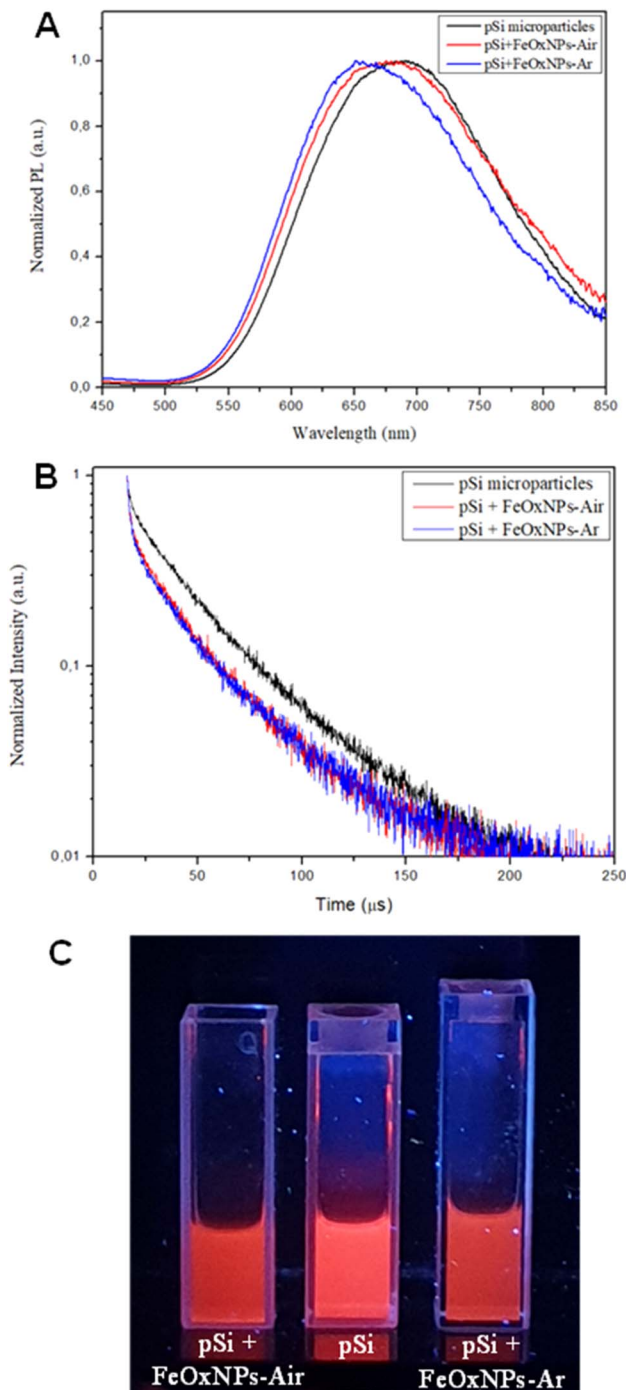 A
pSi microparticles
pSi+FeOxNPs-Air
pSi+FeOxNPs-Ar
Normalized PL (a.u.)
1,0
0,8
0,6
0,4
0,2
0,0
450 500 550 600 650 700 750 800 850
Wavelength (nm)
B
pSi microparticles
pSi + FeOxNPs-Air
pSi + FeOxNPs-Ar
Normalized Intensity (a.u.)
1
0,1
0,01
0 50 100 150 200 250
Time (μs)
C
Q
pSi + pSi pSi +
FeOxNPs-Air FeOxNPs-Ar